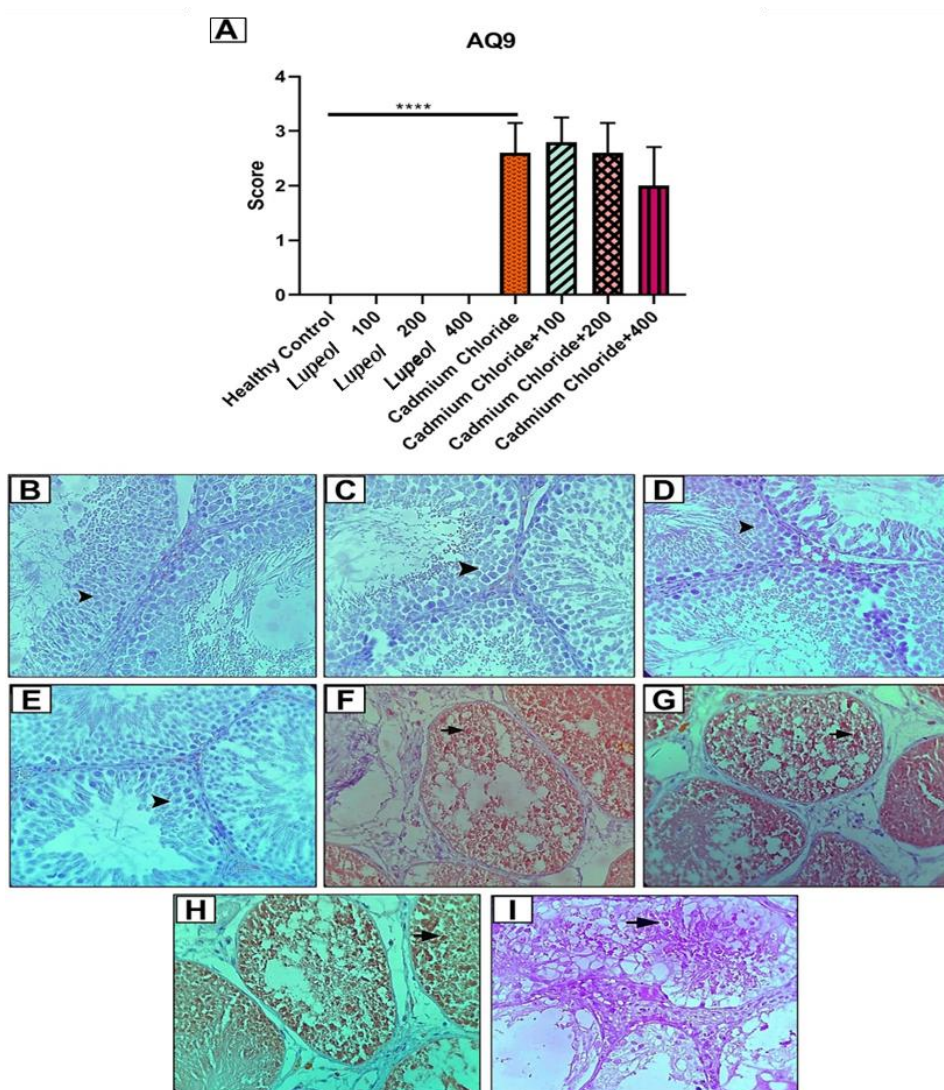 A
AQ9
Score
4
3
2
1
0
****
Healthy Control
Lupeol 100
Lupeol 200
Lupeol 400
Cadmium Chloride
Cadmium Chloride+100
Cadmium Chloride+200
Cadmium Chloride+400
B
C
D
E
F
G
H
I